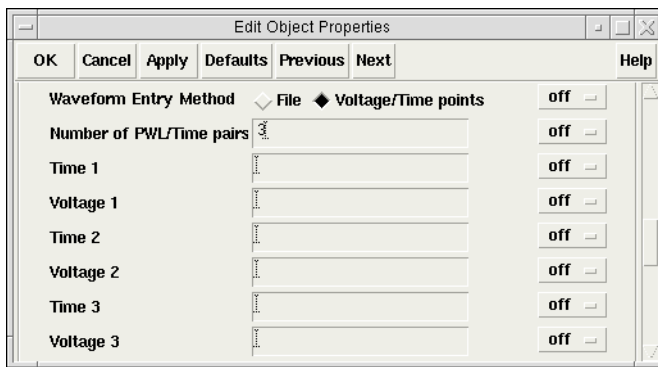 Edit Object Properties
OK Cancel Apply Defaults Previous Next Help
Waveform Entry Method File Voltage/Time points off
Number of PWL/Time pairs 3 off
Time 1 off
Voltage 1 off
Time 2 off
Voltage 2 off
Time 3 off
Voltage 3 off